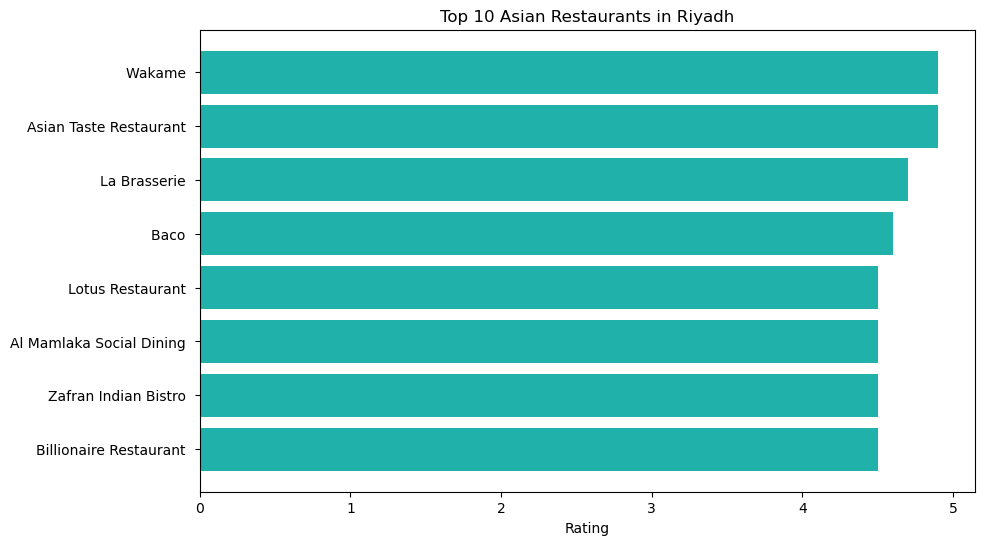 Top 10 Asian Restaurants in Riyadh
Wakame
Asian Taste Restaurant
La Brasserie
Baco
Lotus Restaurant
Al Mamlaka Social Dining
Zafran Indian Bistro
Billionaire Restaurant
0 1 2 3 4 5
Rating